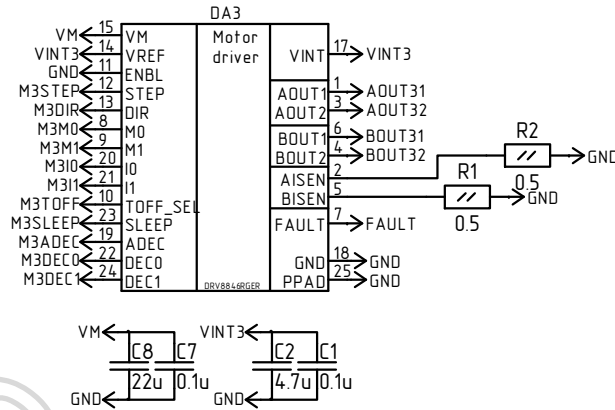 DA3
VM 15 VM Motor driver
VINT3 14 VREF VINT 17 VINT3
GND 11 ENBL
M3STEP 12 STEP AOUT1 1 AOUT31
M3DIR 13 DIR AOUT2 3 AOUT32
M3M0 8 M0 BOUT1 6 BOUT31
M3M1 9 M1 BOUT2 4 BOUT32
R2
M3I0 20 I0 AISEN 2 0.5 GND
R1
M3I1 21 I1 BISEN 5 0.5 GND
M3TOFF 10 TOFF_SEL
M3SLEEP 23 SLEEP FAULT 7 FAULT
M3ADEC 19 ADEC
M3DEC0 22 DEC0 GND 18 GND
M3DEC1 24 DEC1 PPAD 25 GND
DRV8846RGER
VM VINT3
C8 C7 C2 C1
22u 0.1u 4.7u 0.1u
GND GND